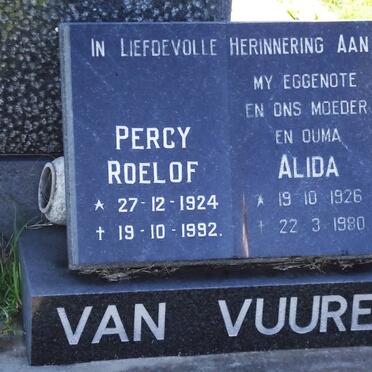 IN LIEFDEVOLLE HERINNERING AAN
MY EGGENOTE
EN ONS MOEDER
EN OUMA
PERCY
ROELOF
* 27-12-1924
† 19-10-1992.
ALIDA
* 19 10 1926
† 22 3 1980
VAN VUURE